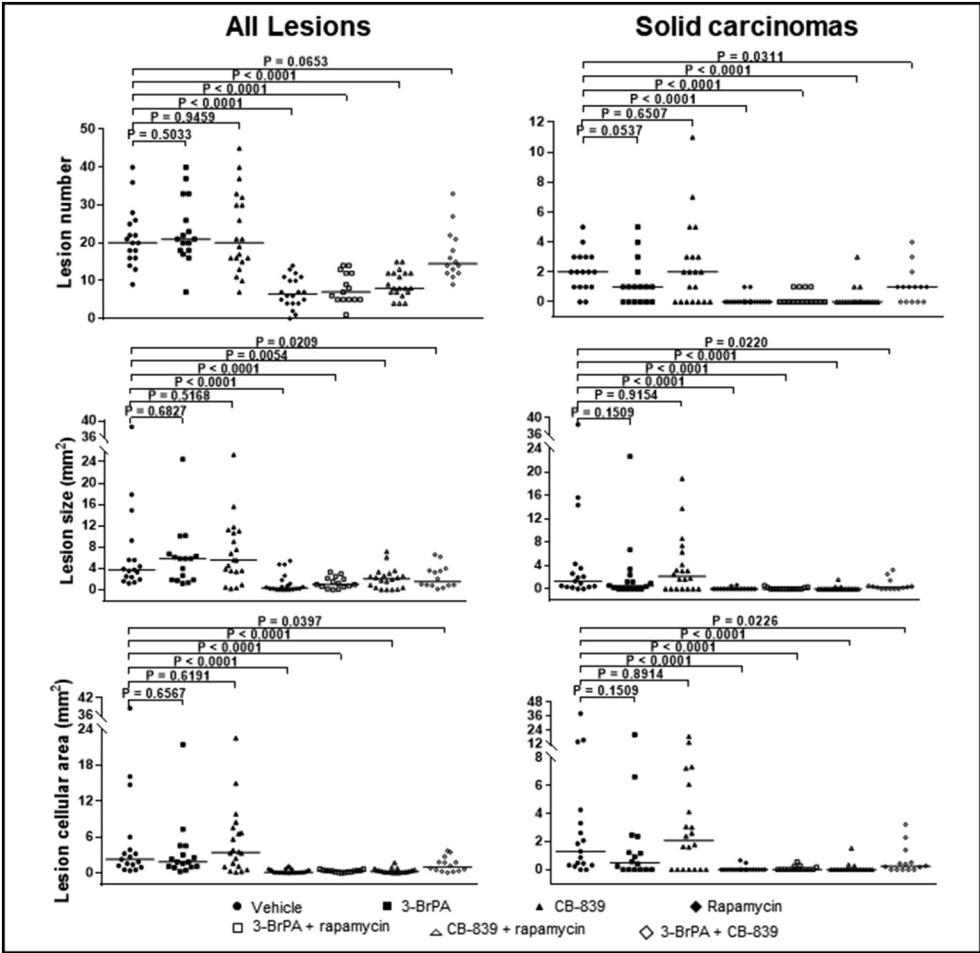 All Lesions
Solid carcinomas
P = 0.0653
P < 0.0001
P < 0.0001
P < 0.0001
P = 0.9459
P = 0.5033
Lesion number
50
40
30
20
10
0
P = 0.0311
P < 0.0001
P < 0.0001
P < 0.0001
P = 0.6507
P = 0.0537
12
10
8
6
4
2
0
P = 0.0209
P = 0.0054
P < 0.0001
P < 0.0001
P = 0.5168
P = 0.6827
Lesion size (mm²)
40
36
24
20
16
12
8
4
0
P = 0.0220
P < 0.0001
P < 0.0001
P < 0.0001
P = 0.9154
P = 0.1509
40
36
24
20
16
12
8
4
0
P = 0.0397
P < 0.0001
P < 0.0001
P < 0.0001
P = 0.6191
P = 0.6567
Lesion cellular area (mm²)
42
36
24
18
12
6
0
P = 0.0226
P < 0.0001
P < 0.0001
P < 0.0001
P = 0.8914
P = 0.1509
48
36
24
12
8
6
4
2
0
Vehicle
3-BrPA
CB-839
Rapamycin
3-BrPA + rapamycin
CB-839 + rapamycin
3-BrPA + CB-839